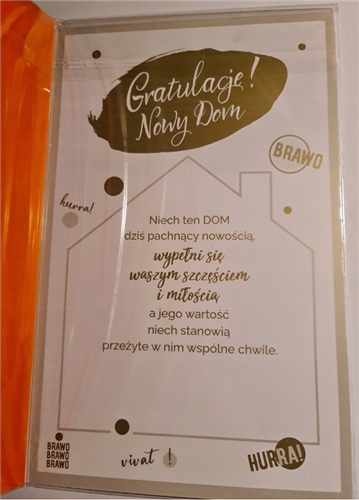 Gratulacje!
Nowy Dom
BRAWO
hurra!
Niech ten DOM
dziś pachnący nowością,
wypełni się
waszym szczęściem
i miłością
a jego wartość
niech stanowią
przeżyte w nim wspólne chwile.
BRAWO
BRAWO
BRAWO
vivat!
HURRA!